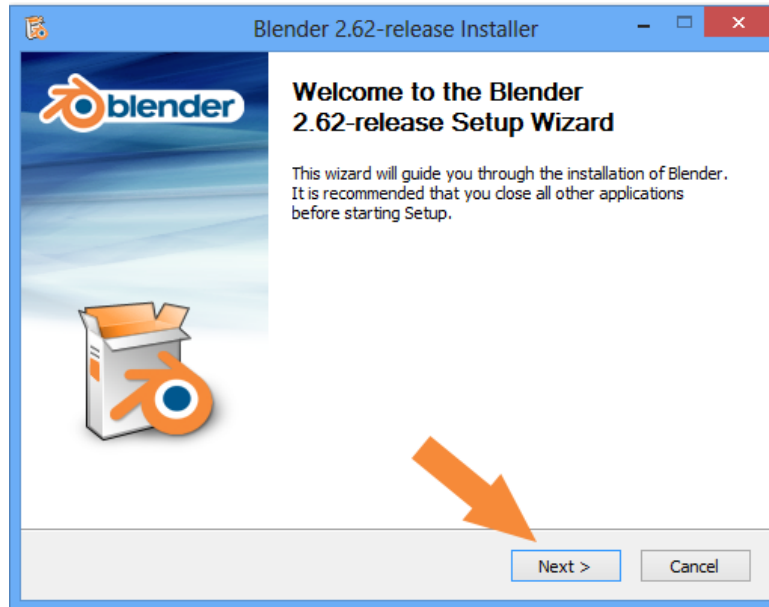 Blender 2.62-release Installer
blender
Welcome to the Blender
2.62-release Setup Wizard
This wizard will guide you through the installation of Blender.
It is recommended that you close all other applications
before starting Setup.
Next >
Cancel